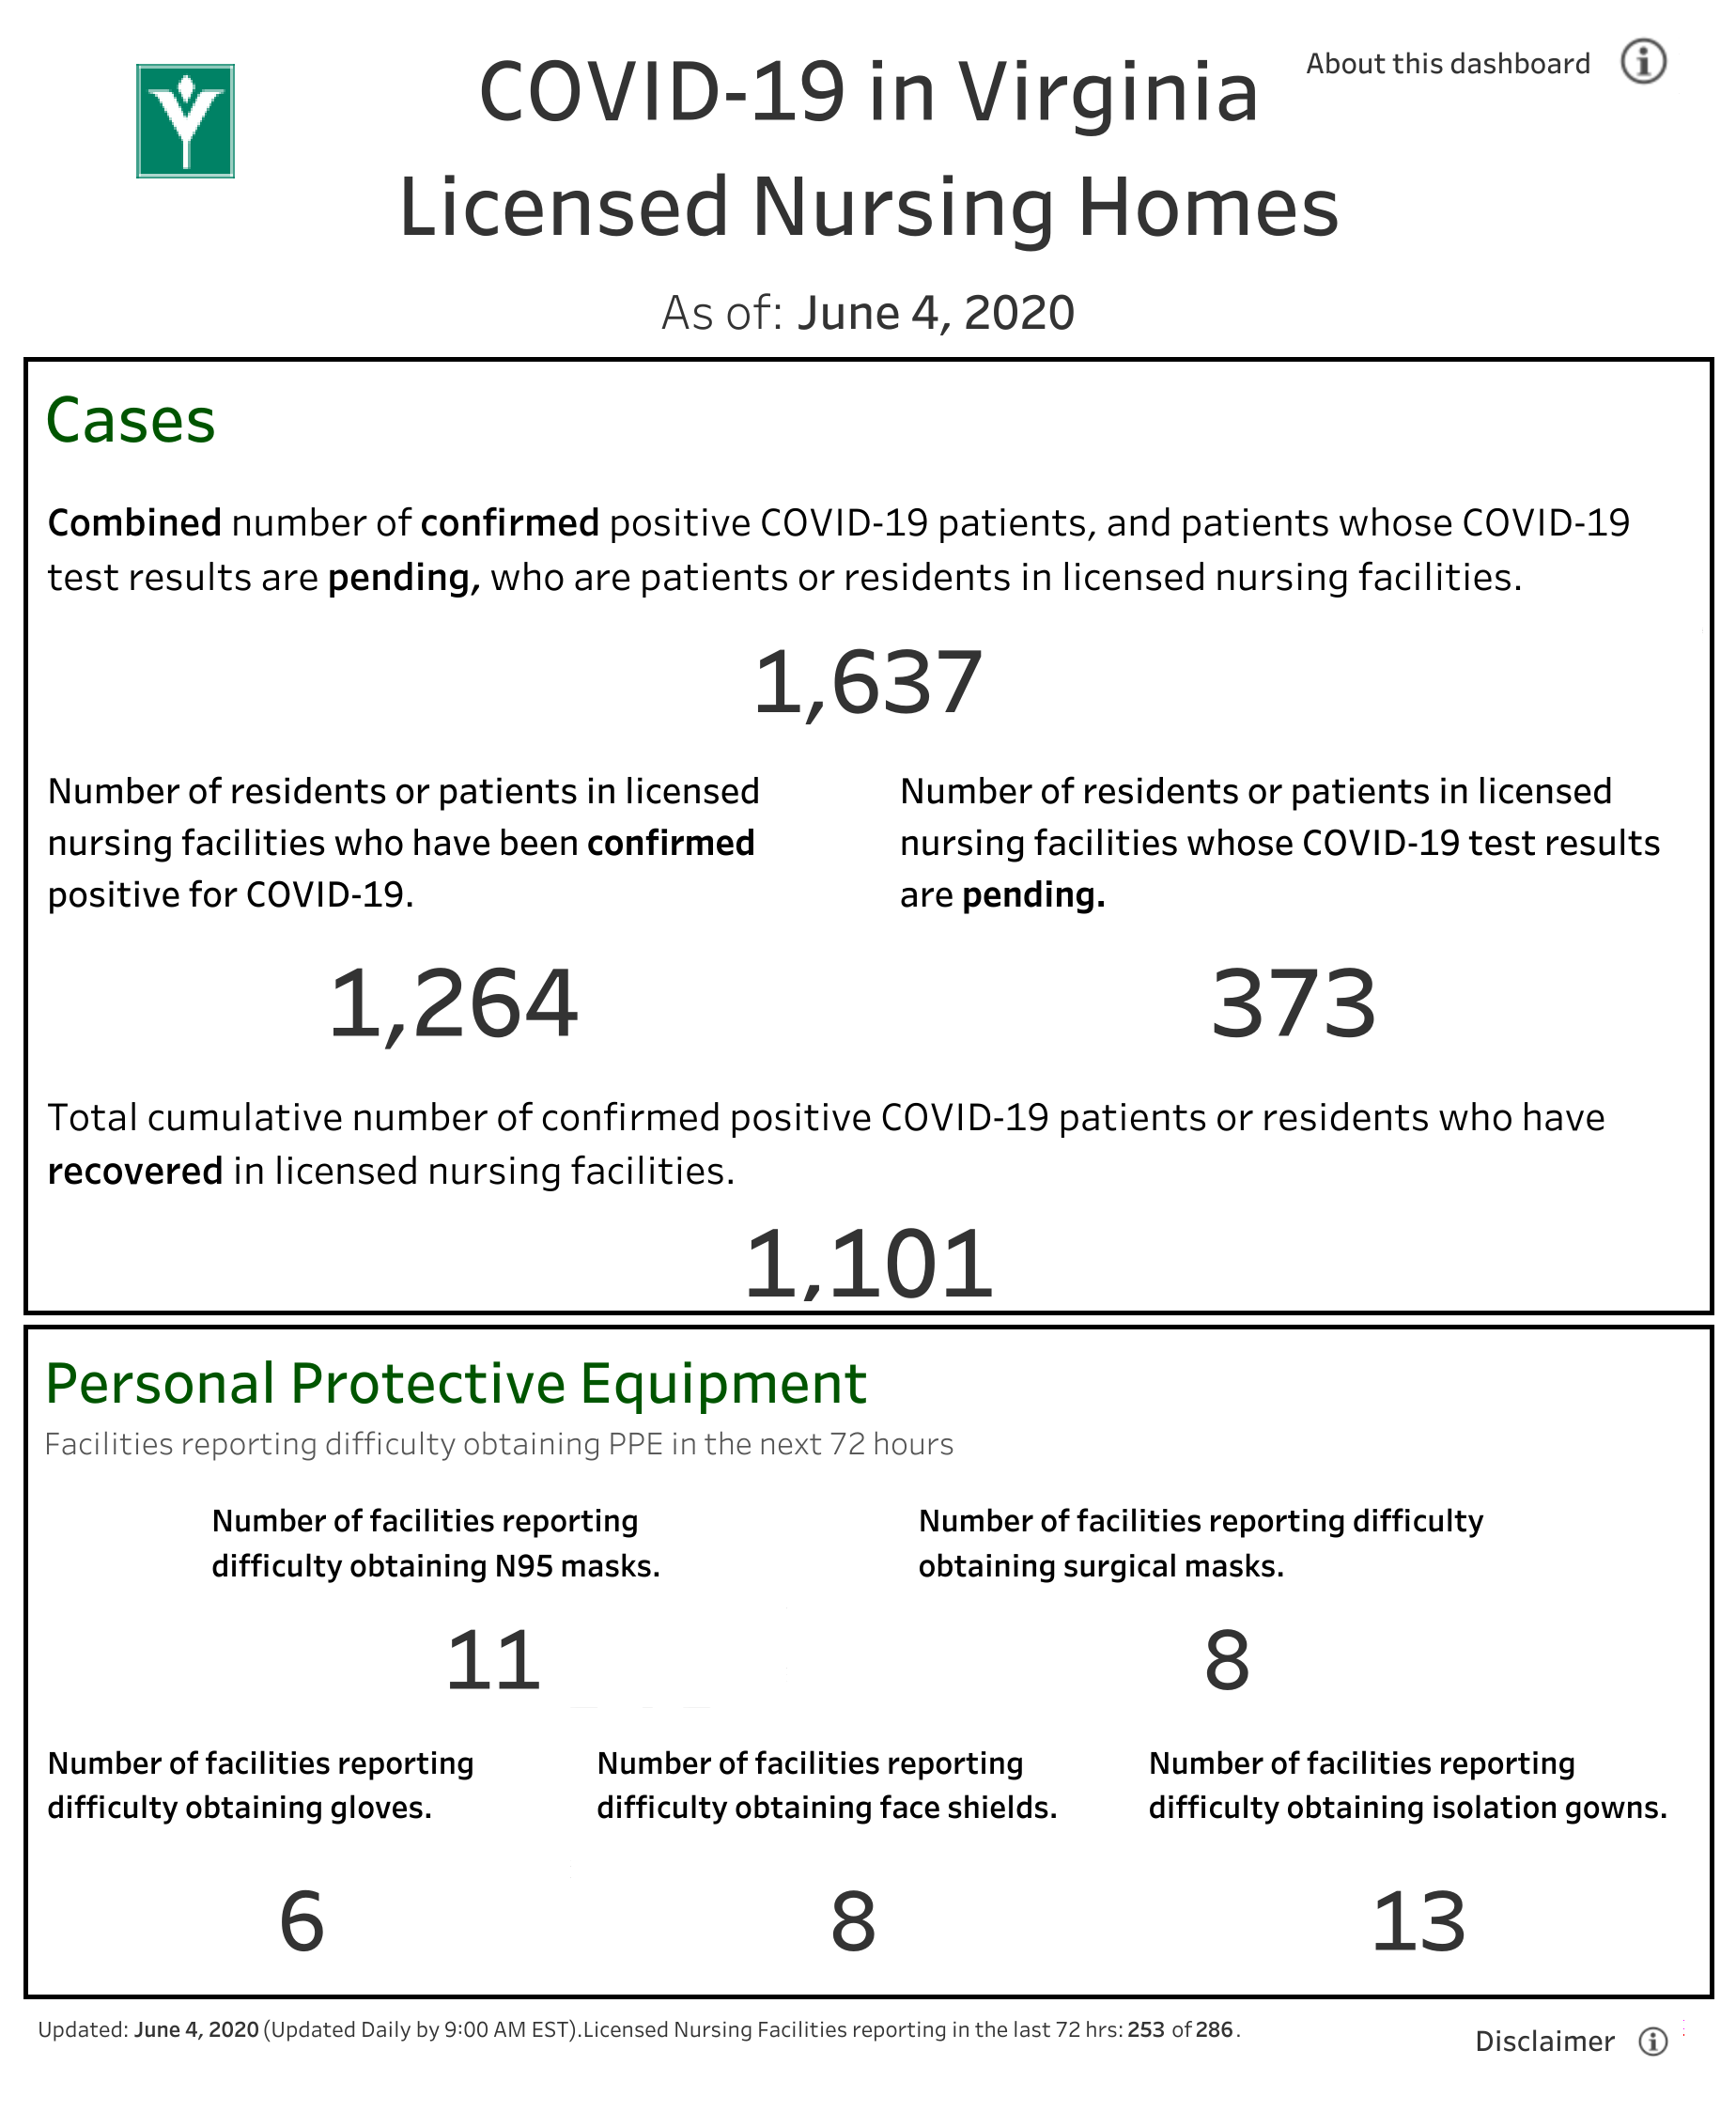 About this dashboard
COVID-19 in Virginia
Licensed Nursing Homes
As of: June 4, 2020
Cases
Combined number of confirmed positive COVID-19 patients, and patients whose COVID-19
test results are pending, who are patients or residents in licensed nursing facilities.
1,637
Number of residents or patients in licensed
nursing facilities who have been confirmed
positive for COVID-19.
1,264
Number of residents or patients in licensed
nursing facilities whose COVID-19 test results
are pending.
373
Total cumulative number of confirmed positive COVID-19 patients or residents who have
recovered in licensed nursing facilities.
1,101
Personal Protective Equipment
Facilities reporting difficulty obtaining PPE in the next 72 hours
Number of facilities reporting
difficulty obtaining N95 masks.
11
Number of facilities reporting difficulty
obtaining surgical masks.
8
Number of facilities reporting
difficulty obtaining gloves.
6
Number of facilities reporting
difficulty obtaining face shields.
8
Number of facilities reporting
difficulty obtaining isolation gowns.
13
Updated: June 4, 2020 (Updated Daily by 9:00 AM EST).Licensed Nursing Facilities reporting in the last 72 hrs: 253 of 286.
Disclaimer